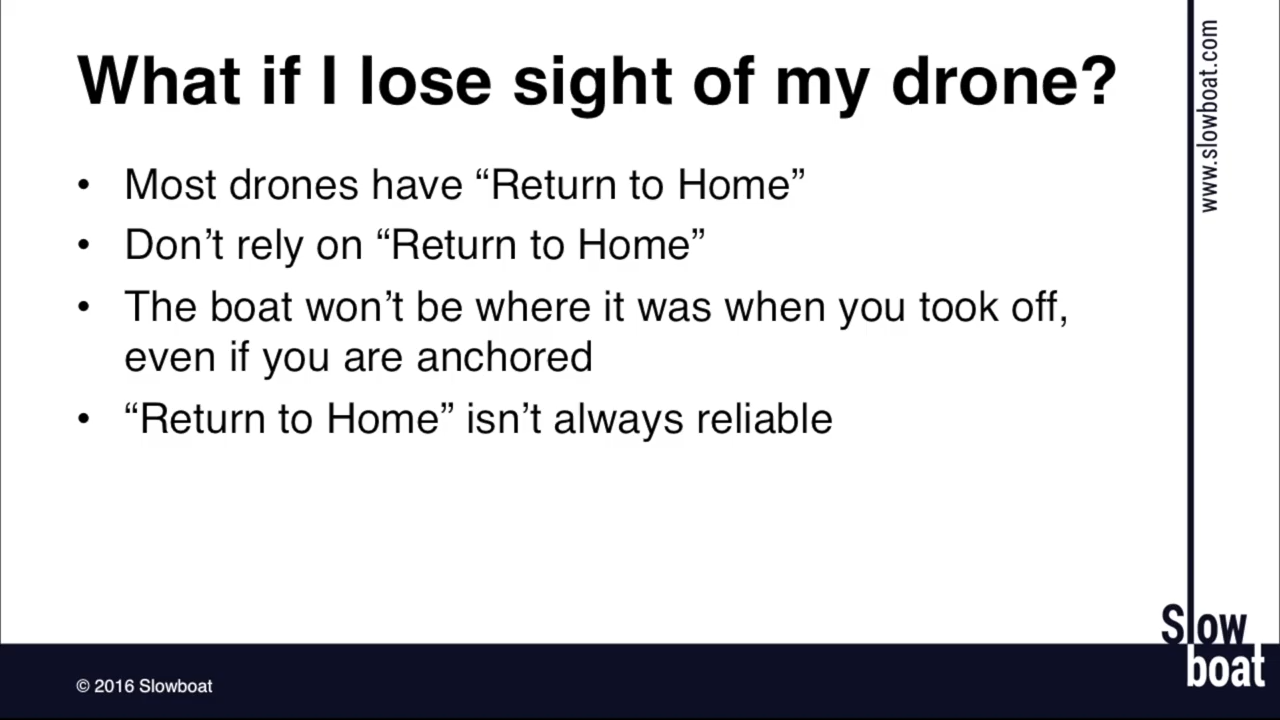 What if I lose sight of my drone?
• Most drones have “Return to Home”
• Don’t rely on “Return to Home”
• The boat won’t be where it was when you took off,
even if you are anchored
• “Return to Home” isn’t always reliable
www.slowboat.com
Slow
boat
© 2016 Slowboat